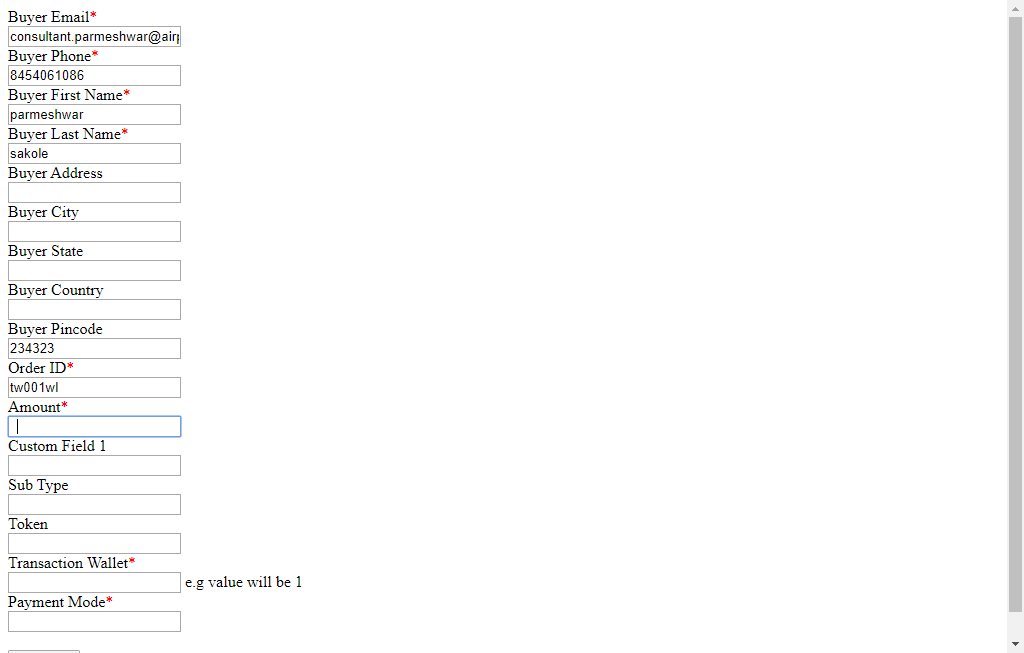 Buyer Email*
consultant.parmeshwar@airp
Buyer Phone*
8454061086
Buyer First Name*
parmeshwar
Buyer Last Name*
sakole
Buyer Address
Buyer City
Buyer State
Buyer Country
Buyer Pincode
234323
Order ID*
tw001wl
Amount*
Custom Field 1
Sub Type
Token
Transaction Wallet*
e.g value will be 1
Payment Mode*